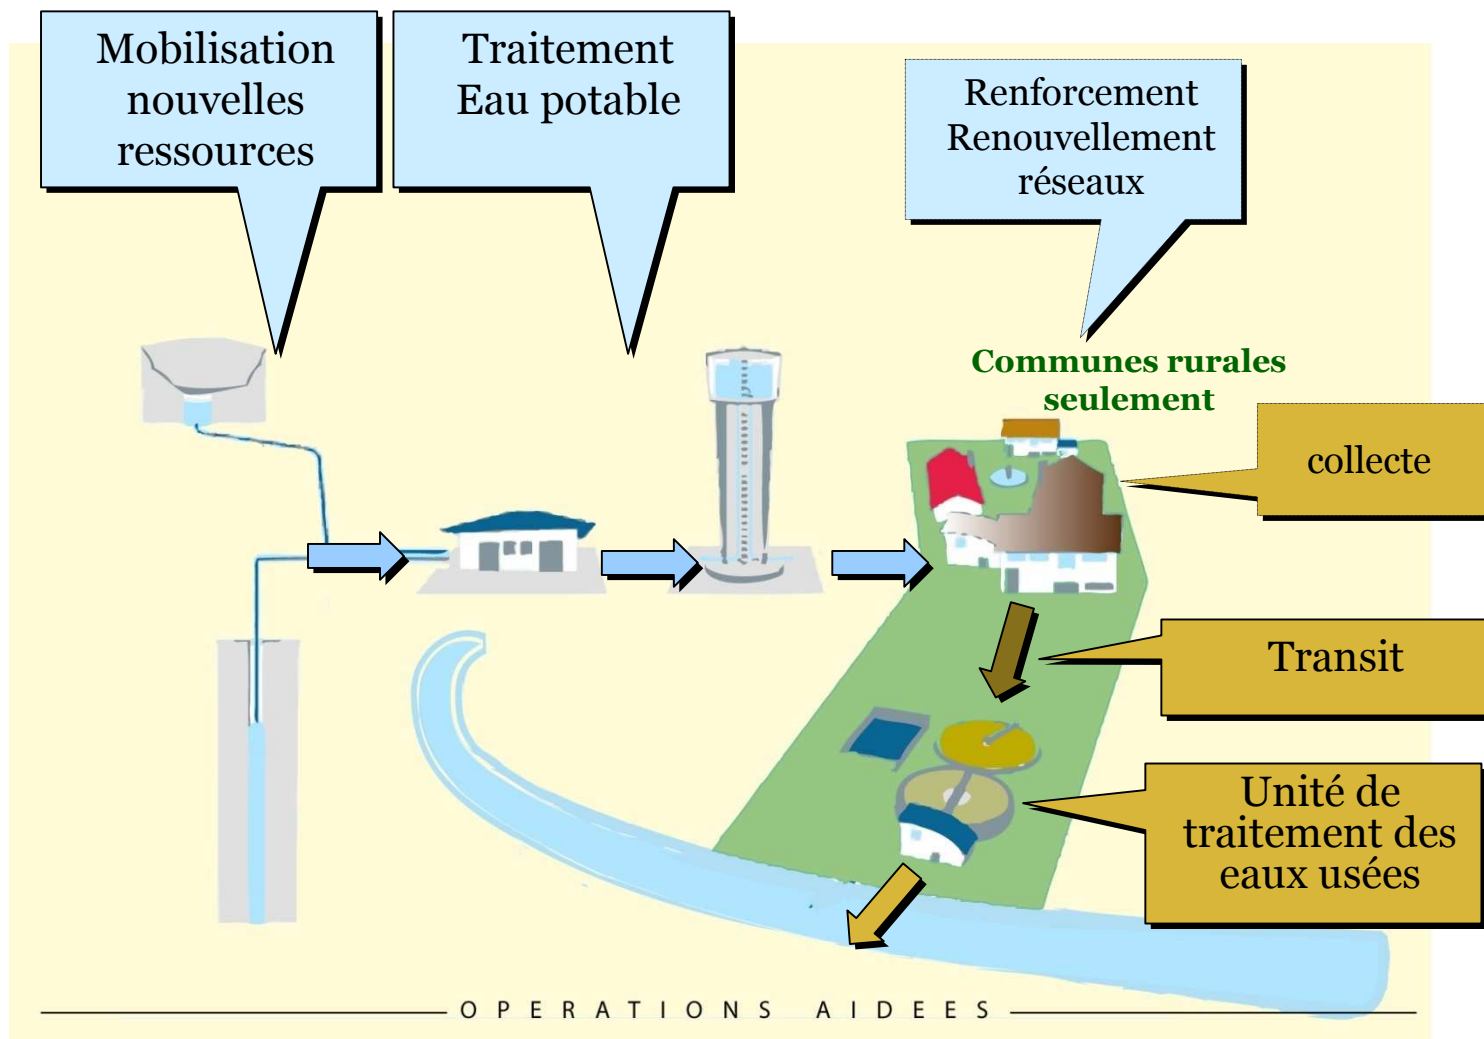 Mobilisation
nouvelles
ressources
Traitement
Eau potable
Renforcement
Renouvellement
réseaux
Communes rurales
seulement
collecte
Transit
Unité de
traitement des
eaux usées
OPERATIONS AIDEES